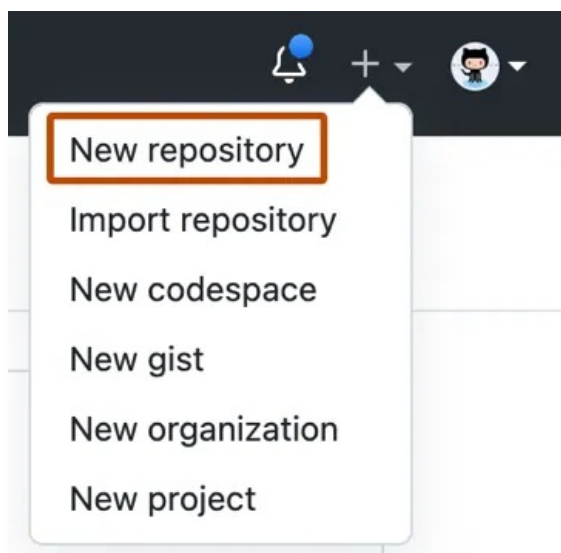 New repository
Import repository
New codespace
New gist
New organization
New project